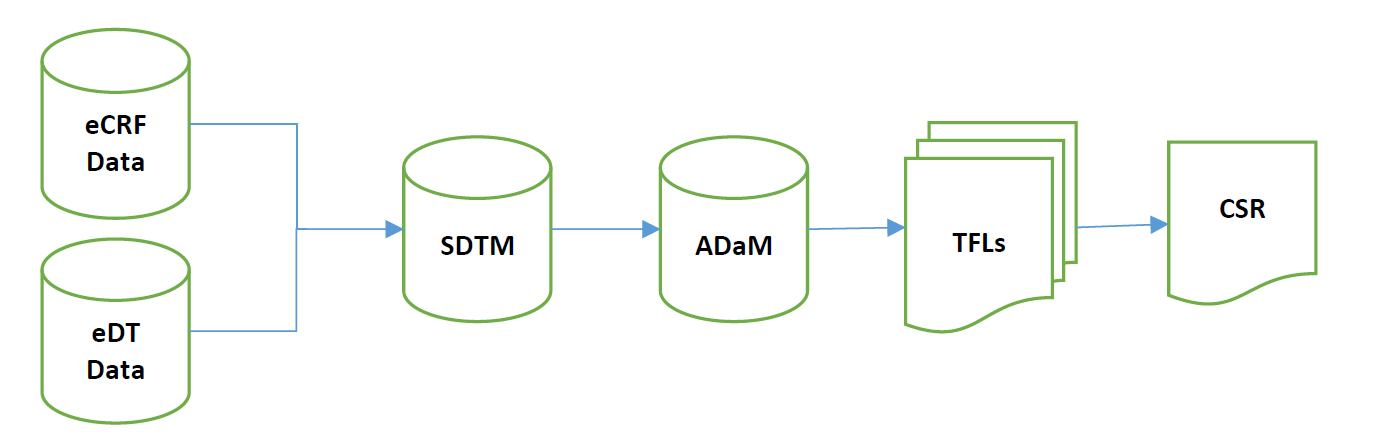 eCRF
Data
eDT
Data
SDTM
ADaM
TFLs
CSR